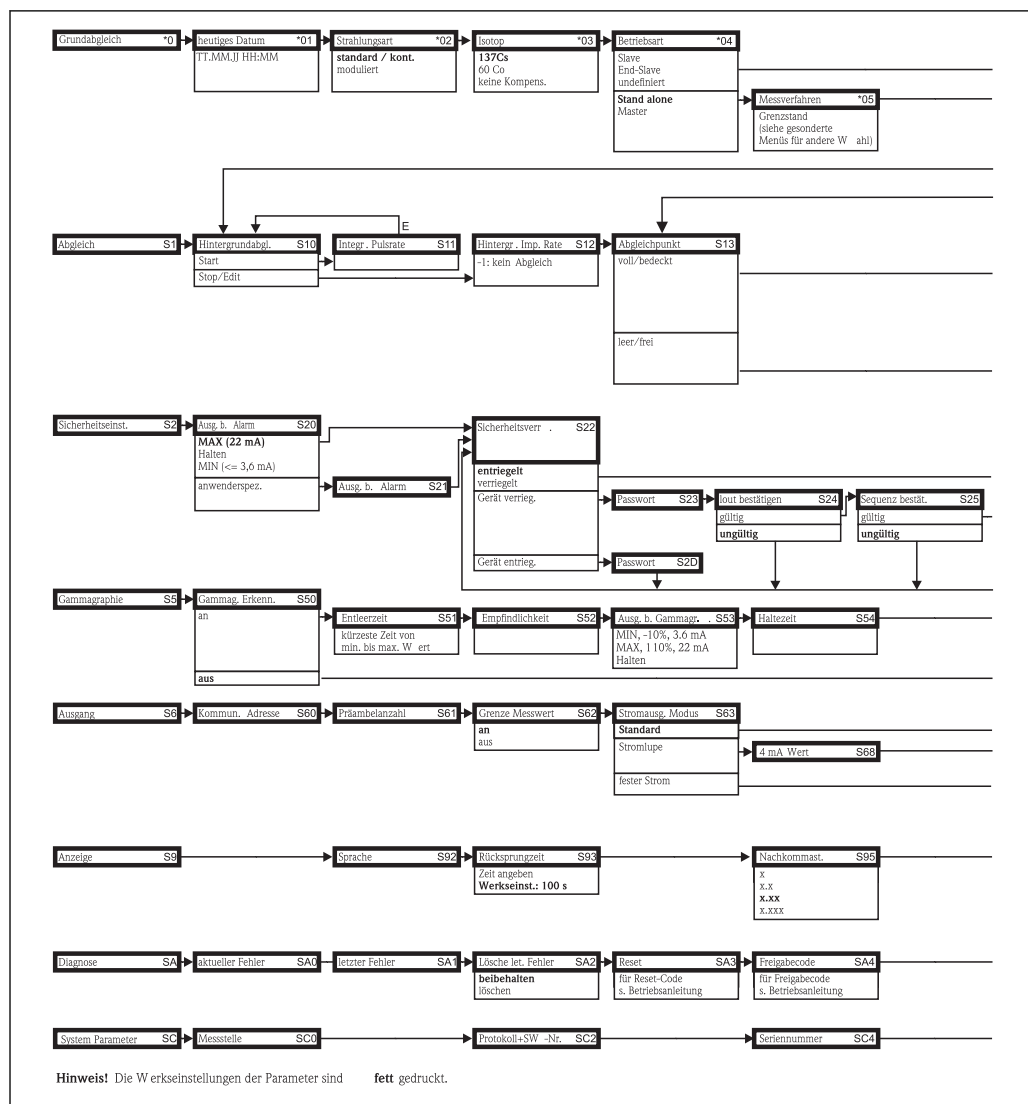 Grundabgleich *0
heutiges Datum *01
TT.MM.JJ HH:MM
Strahlungsart *02
standard / kont.
moduliert
Isotop *03
137Cs
60 Co
keine Kompens.
Betriebsart *04
Slave
End-Slave
undefiniert
Stand alone
Master
Messverfahren *05
Grenzstand
(siehe gesonderte
Menüs für andere W ahl)
E
Abgleich S1
Hintergrundabgl. S10
Start
Stop/Edit
Integr . Pulsrate S11
Hintergr . Imp. Rate S12
-1: kein Abgleich
Abgleichpunkt S13
voll/bedeckt
leer/frei
Sicherheitseinst. S2
Ausg. b. Alarm S20
MAX (22 mA)
Halten
MIN (<= 3,6 mA)
anwenderspez.
Ausg. b. Alarm S21
Sicherheitsverr . S22
entriegelt
verriegelt
Gerät verrieg.
Gerät entrieg.
Passwort S23
Iout bestätigen S24
gültig
ungültig
Sequenz bestät. S25
gültig
ungültig
Passwort S2D
Gammagraphie S5
Gammag. Erkenn. S50
an
aus
Entleerzeit S51
kürzeste Zeit von
min. bis max. W ert
Empfindlichkeit S52
Ausg. b. Gammagr. . S53
MIN, -10%, 3.6 mA
MAX, 110%, 22 mA
Halten
Haltezeit S54
Ausgang S6
Kommun. Adresse S60
Präambelanzahl S61
Grenze Messwert S62
an
aus
Stromausg. Modus S63
Standard
Stromlupe
fester Strom
4 mA Wert S68
Anzeige S9
Sprache S92
Rücksprungzeit S93
Zeit angeben
Werkseinst.: 100 s
Nachkommast. S95
x
x.x
x.xx
x.xxx
Diagnose SA
aktueller Fehler SA0
letzter Fehler SA1
Lösche let. Fehler SA2
beibehalten
löschen
Reset SA3
für Reset-Code
s. Betriebsanleitung
Freigabecode SA4
für Freigabecode
s. Betriebsanleitung
System Parameter SC
Messstelle SC0
Protokoll+SW -Nr. SC2
Seriennummer SC4
Hinweis! Die W erkseinstellungen der Parameter sind fett gedruckt.